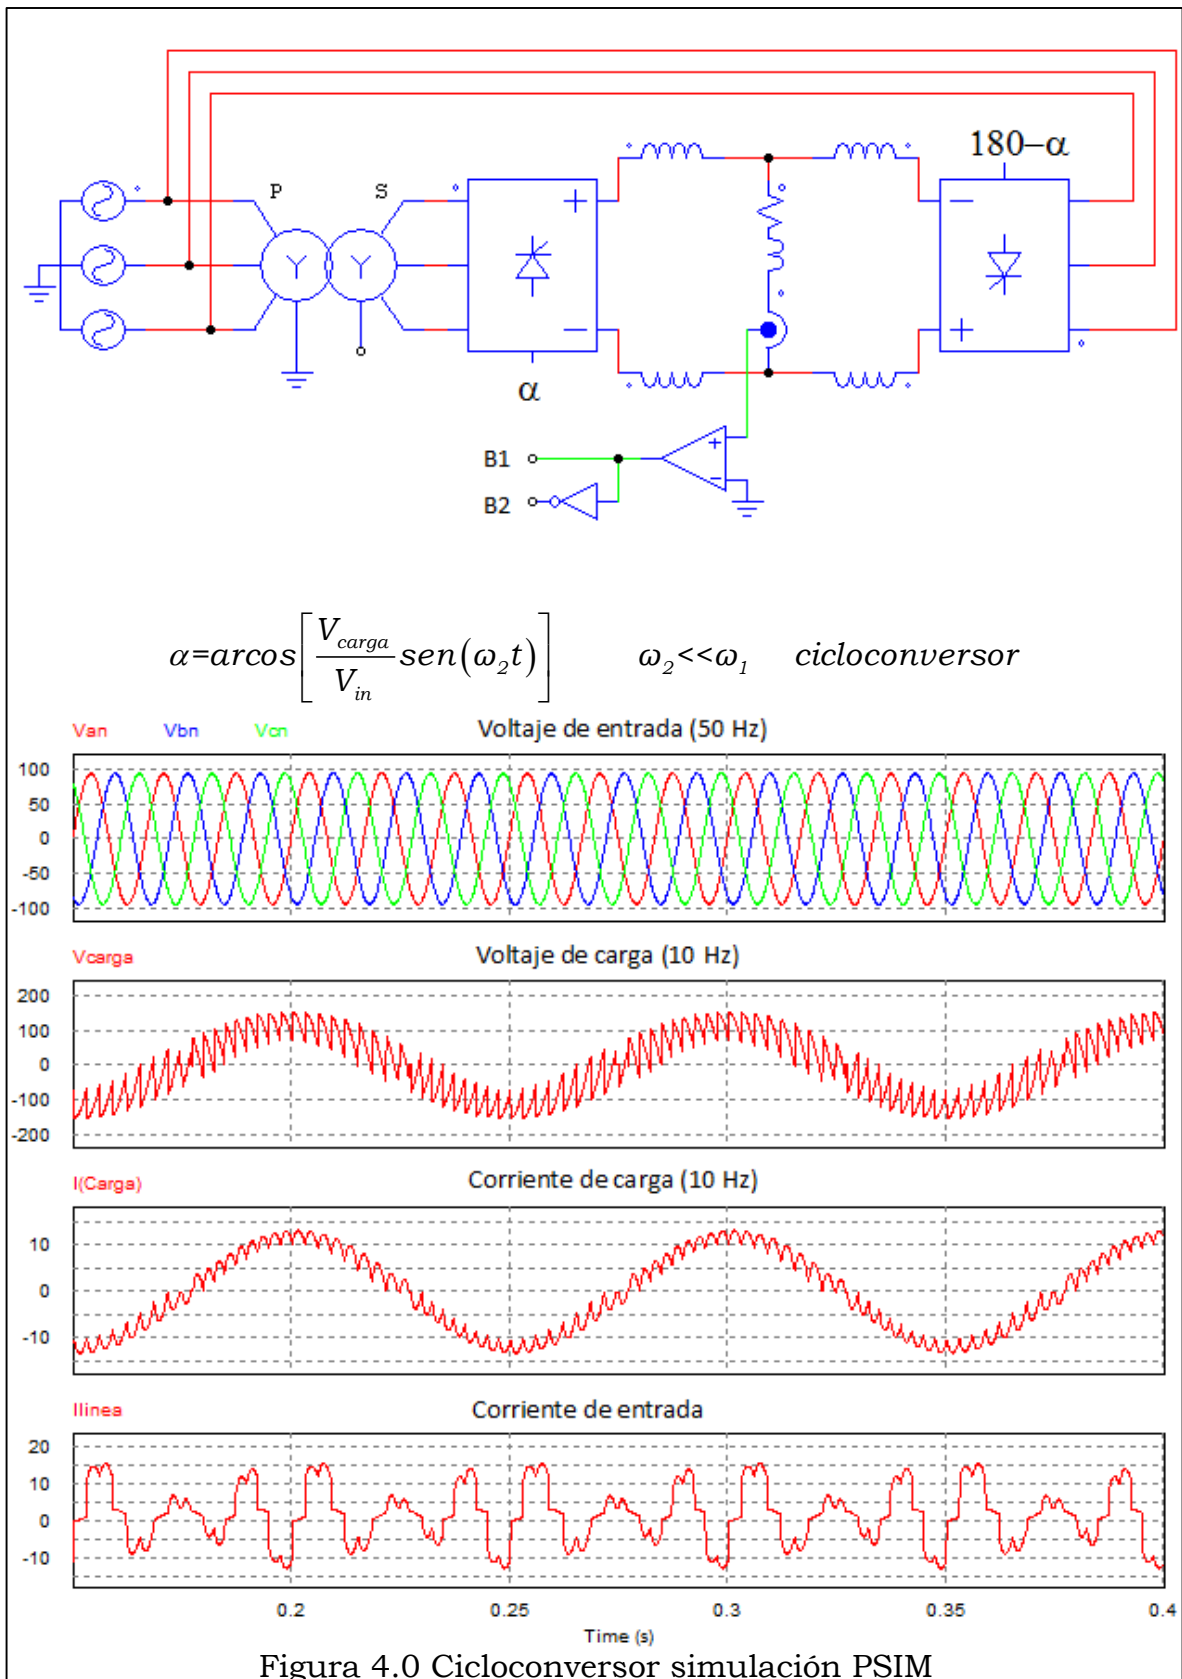 P S
+
−
α
180−α
−
+
+
−
B1
B2
α=arcos[V_carga/V_in sen(ω₂t)] ω₂<<ω₁ cicloconversor
Van Vbn Vcn Voltaje de entrada (50 Hz)
100
50
0
-50
-100
Vcarga Voltaje de carga (10 Hz)
200
100
0
-100
-200
I(Carga) Corriente de carga (10 Hz)
10
0
-10
Ilinea Corriente de entrada
20
10
0
-10
0.2 0.25 0.3 0.35 0.4
Time (s)
Figura 4.0 Cicloconversor simulación PSIM